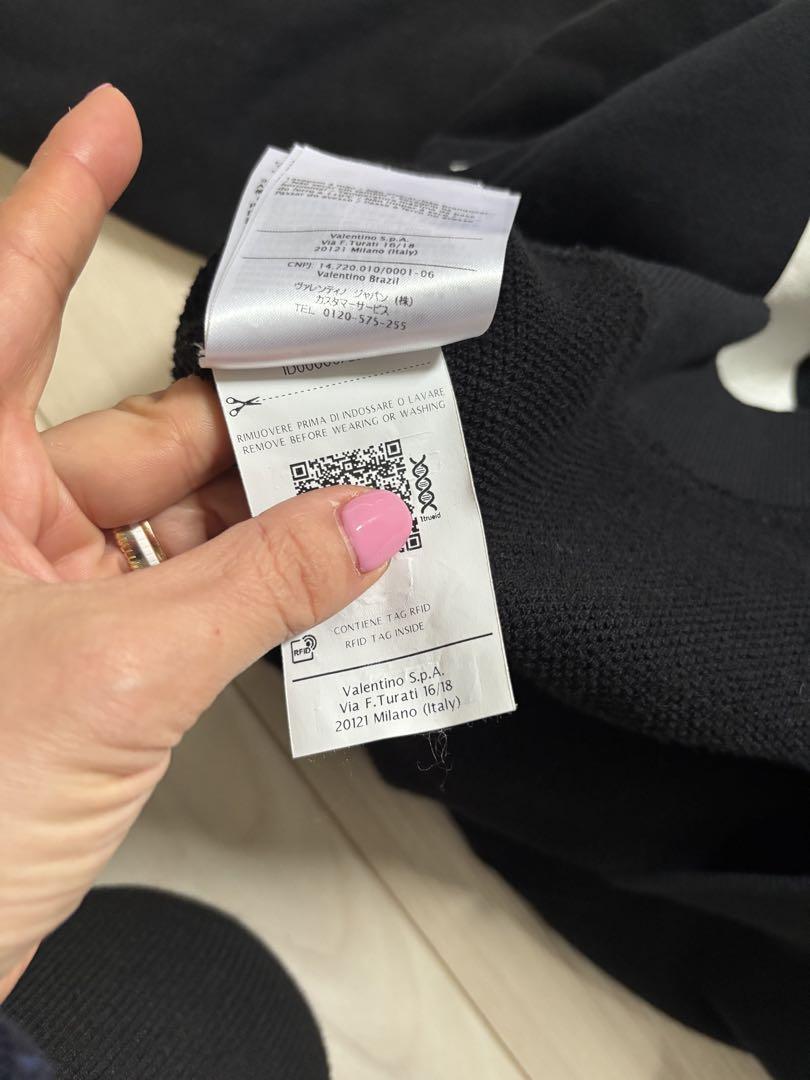 Valentino S.p.A.
Via F. Turati 16/18
20121 Milano (Italy)
CNPJ: 14.720.010/0001-06
Valentino Brazil
ヴァレンティノ ジャパン (株)
カスタマーサービス
TEL 0120-575-255
RIMUOVERE PRIMA DI INDOSSARE O LAVARE
REMOVE BEFORE WEARING OR WASHING
1trueid
CONTIENE TAG RFID
RFID TAG INSIDE
RFID
Valentino S.p.A.
Via F.Turati 16/18
20121 Milano (Italy)